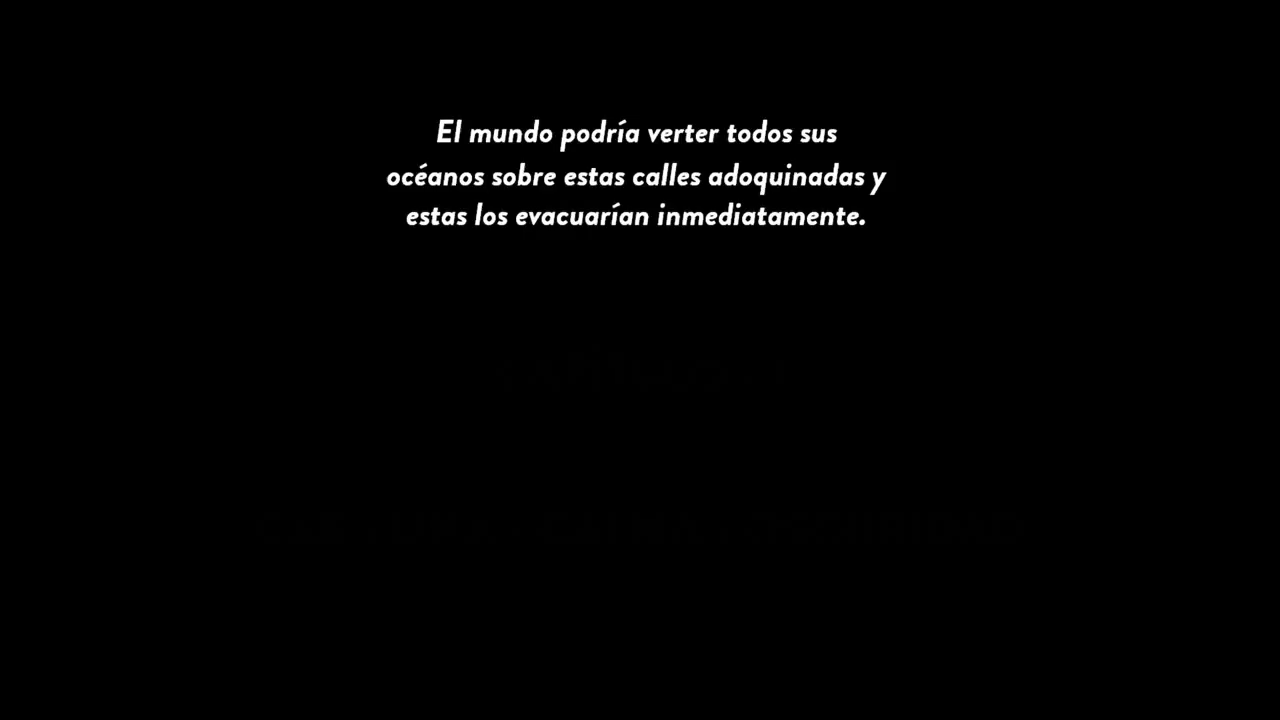 El mundo podría verter todos sus
océanos sobre estas calles adoquinadas y
estas los evacuarían inmediatamente.